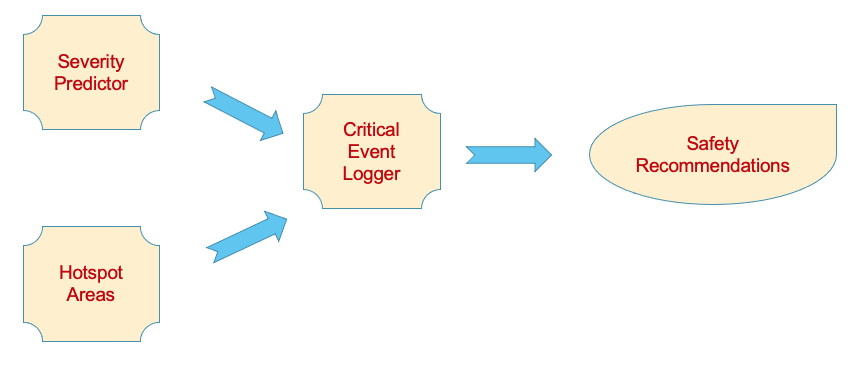 Severity
Predictor
Critical
Event
Logger
Safety
Recommendations
Hotspot
Areas